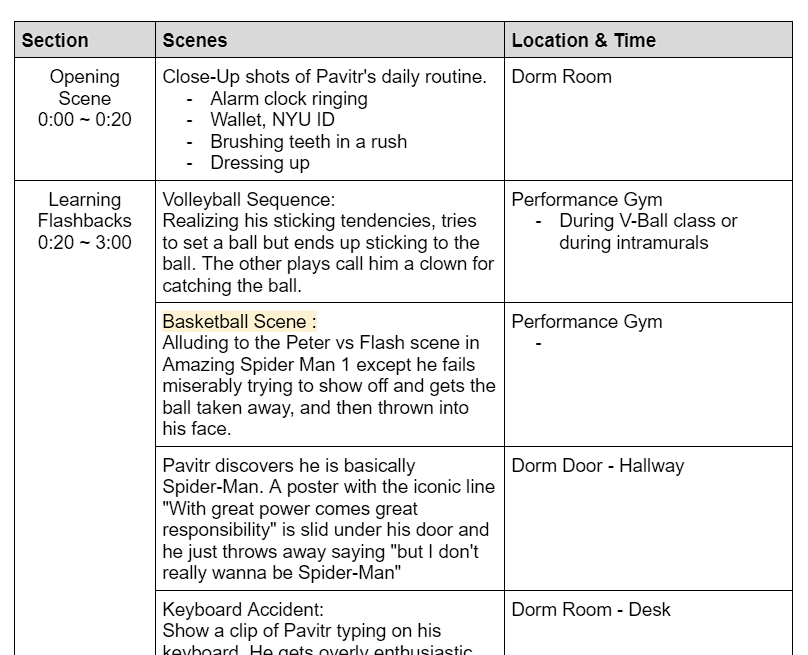 Section Scenes Location & Time
Opening
Scene
0:00 ~ 0:20
Close-Up shots of Pavitr's daily routine.
- Alarm clock ringing
- Wallet, NYU ID
- Brushing teeth in a rush
- Dressing up
Dorm Room
Learning
Flashbacks
0:20 ~ 3:00
Volleyball Sequence:
Realizing his sticking tendencies, tries
to set a ball but ends up sticking to the
ball. The other plays call him a clown for
catching the ball.
Performance Gym
- During V-Ball class or
during intramurals
Basketball Scene :
Alluding to the Peter vs Flash scene in
Amazing Spider Man 1 except he fails
miserably trying to show off and gets the
ball taken away, and then thrown into
his face.
Performance Gym
-
Pavitr discovers he is basically
Spider-Man. A poster with the iconic line
"With great power comes great
responsibility" is slid under his door and
he just throws away saying "but I don't
really wanna be Spider-Man"
Dorm Door - Hallway
Keyboard Accident:
Show a clip of Pavitr typing on his
keyboard. He gets overly enthusiastic
Dorm Room - Desk